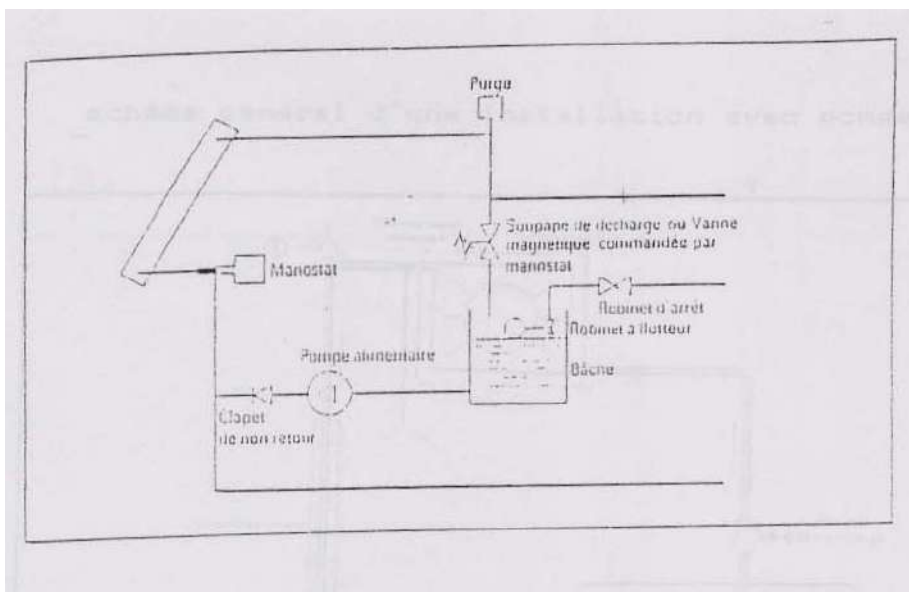 Purge
schéma général d'une installation avec
Soupape de décharge ou Vanne
magnétique commandée par
manostat
Manostat
Robinet d'arrêt
Robinet à flotteur
Pompe alimentaire
Bâche
Clapet
de non retour